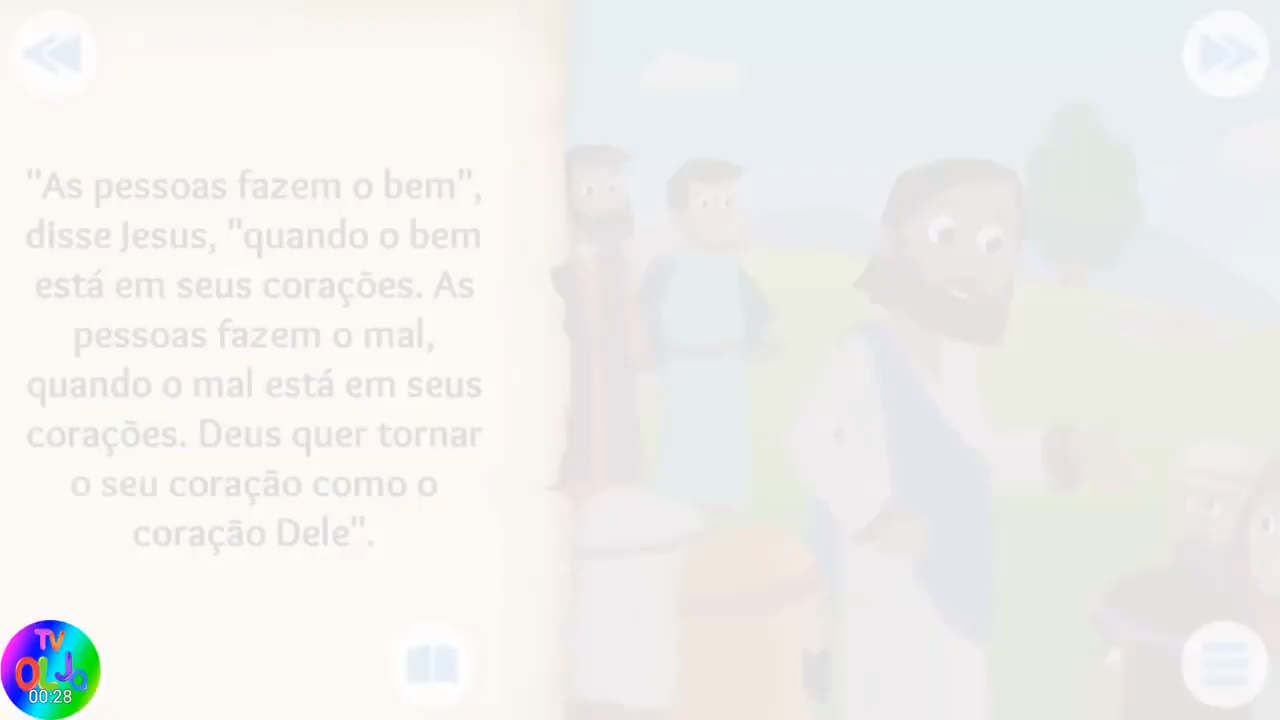 "As pessoas fazem o bem",
disse Jesus, "quando o bem
está em seus corações. As
pessoas fazem o mal,
quando o mal está em seus
corações. Deus quer tornar
o seu coração como o
coração Dele".
TV
OLJa
00:28